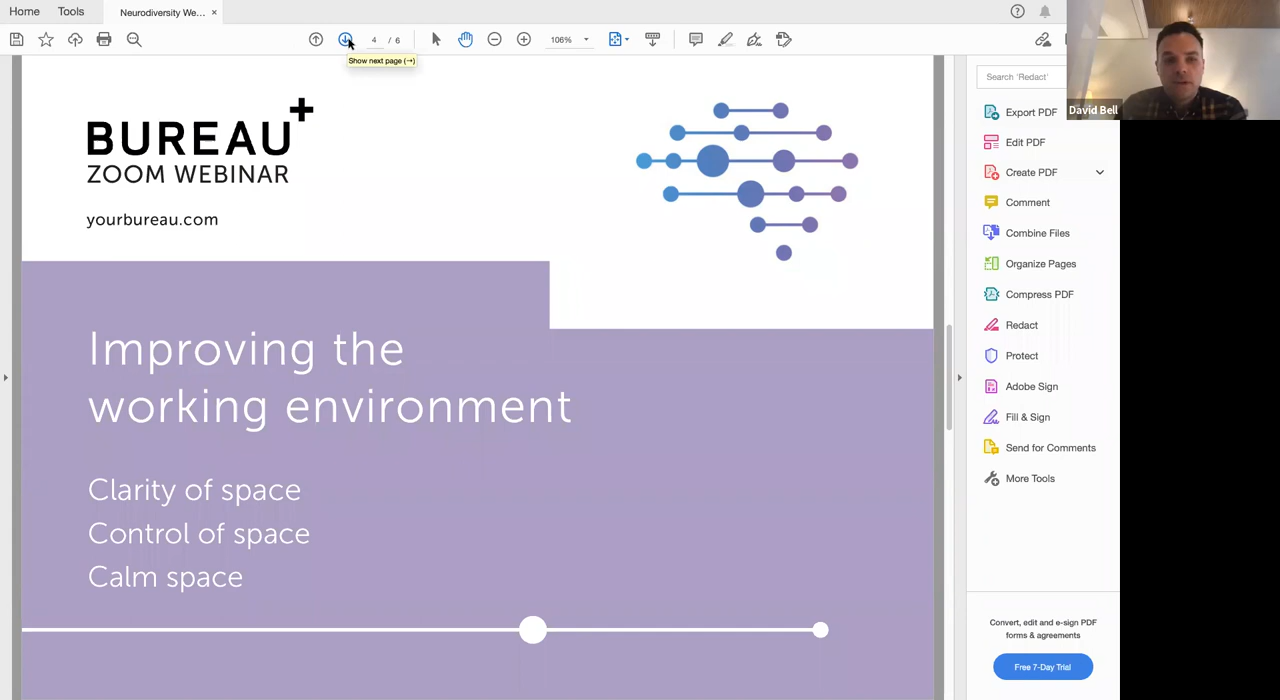 Home
Tools
Neurodiversity We...
×
4 / 6
106%
Show next page (→)
Search 'Redact'
David Bell
BUREAU+
ZOOM WEBINAR
yourbureau.com
Improving the
working environment
Clarity of space
Control of space
Calm space
Export PDF
Edit PDF
Create PDF
Comment
Combine Files
Organize Pages
Compress PDF
Redact
Protect
Adobe Sign
Fill & Sign
Send for Comments
More Tools
Convert, edit and e-sign PDF
forms & agreements
Free 7-Day Trial